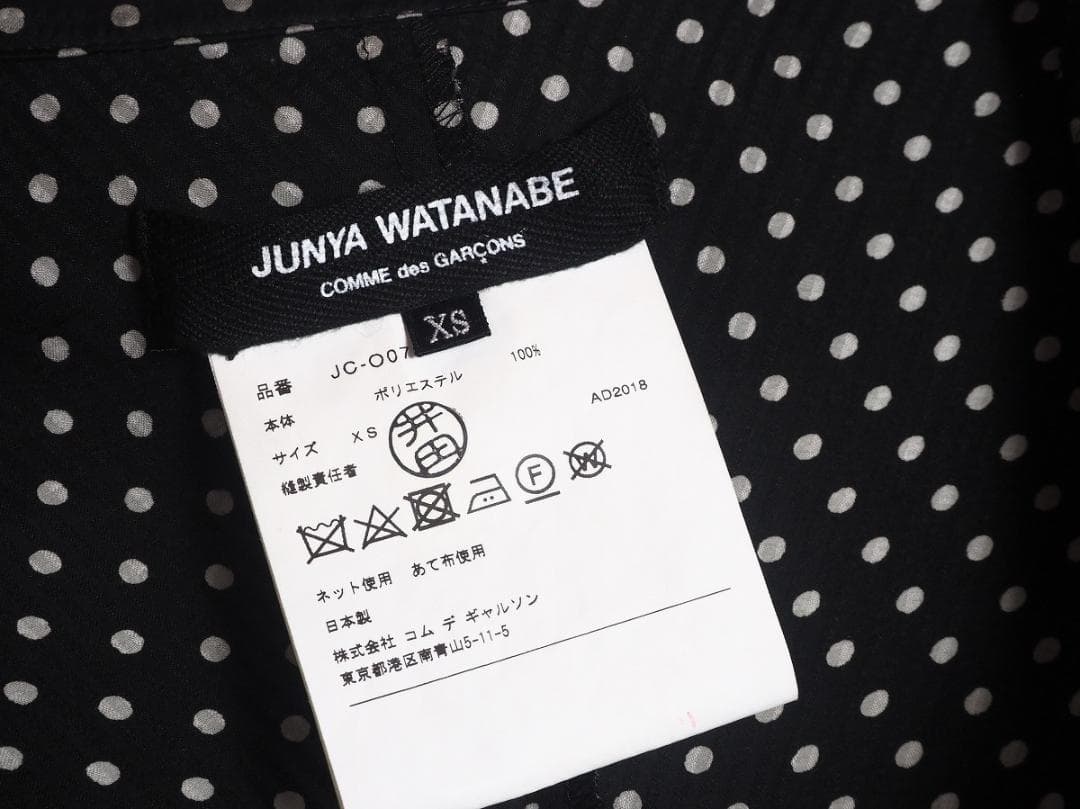 JUNYA WATANABE
COMME des GARÇONS
XS
品番 JC-O07
本体 ポリエステル 100%
サイズ XS AD2018
縫製責任者 井田
F
W
ネット使用 あて布使用
日本製
株式会社 コム デ ギャルソン
東京都港区南青山5-11-5